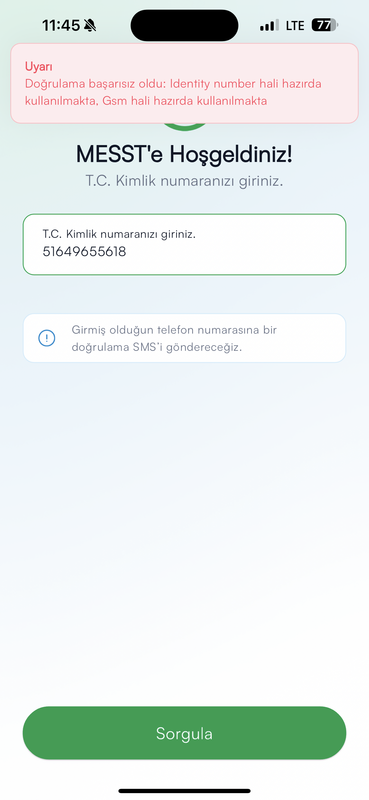 11:45
LTE
77
Uyarı
Doğrulama başarısız oldu: Identity number hali hazırda
kullanılmakta, Gsm hali hazırda kullanılmakta
MESST'e Hoşgeldiniz!
T.C. Kimlik numaranızı giriniz.
T.C. Kimlik numaranızı giriniz.
51649655618
Girmiş olduğun telefon numarasına bir
doğrulama SMS'i göndereceğiz.
Sorgula